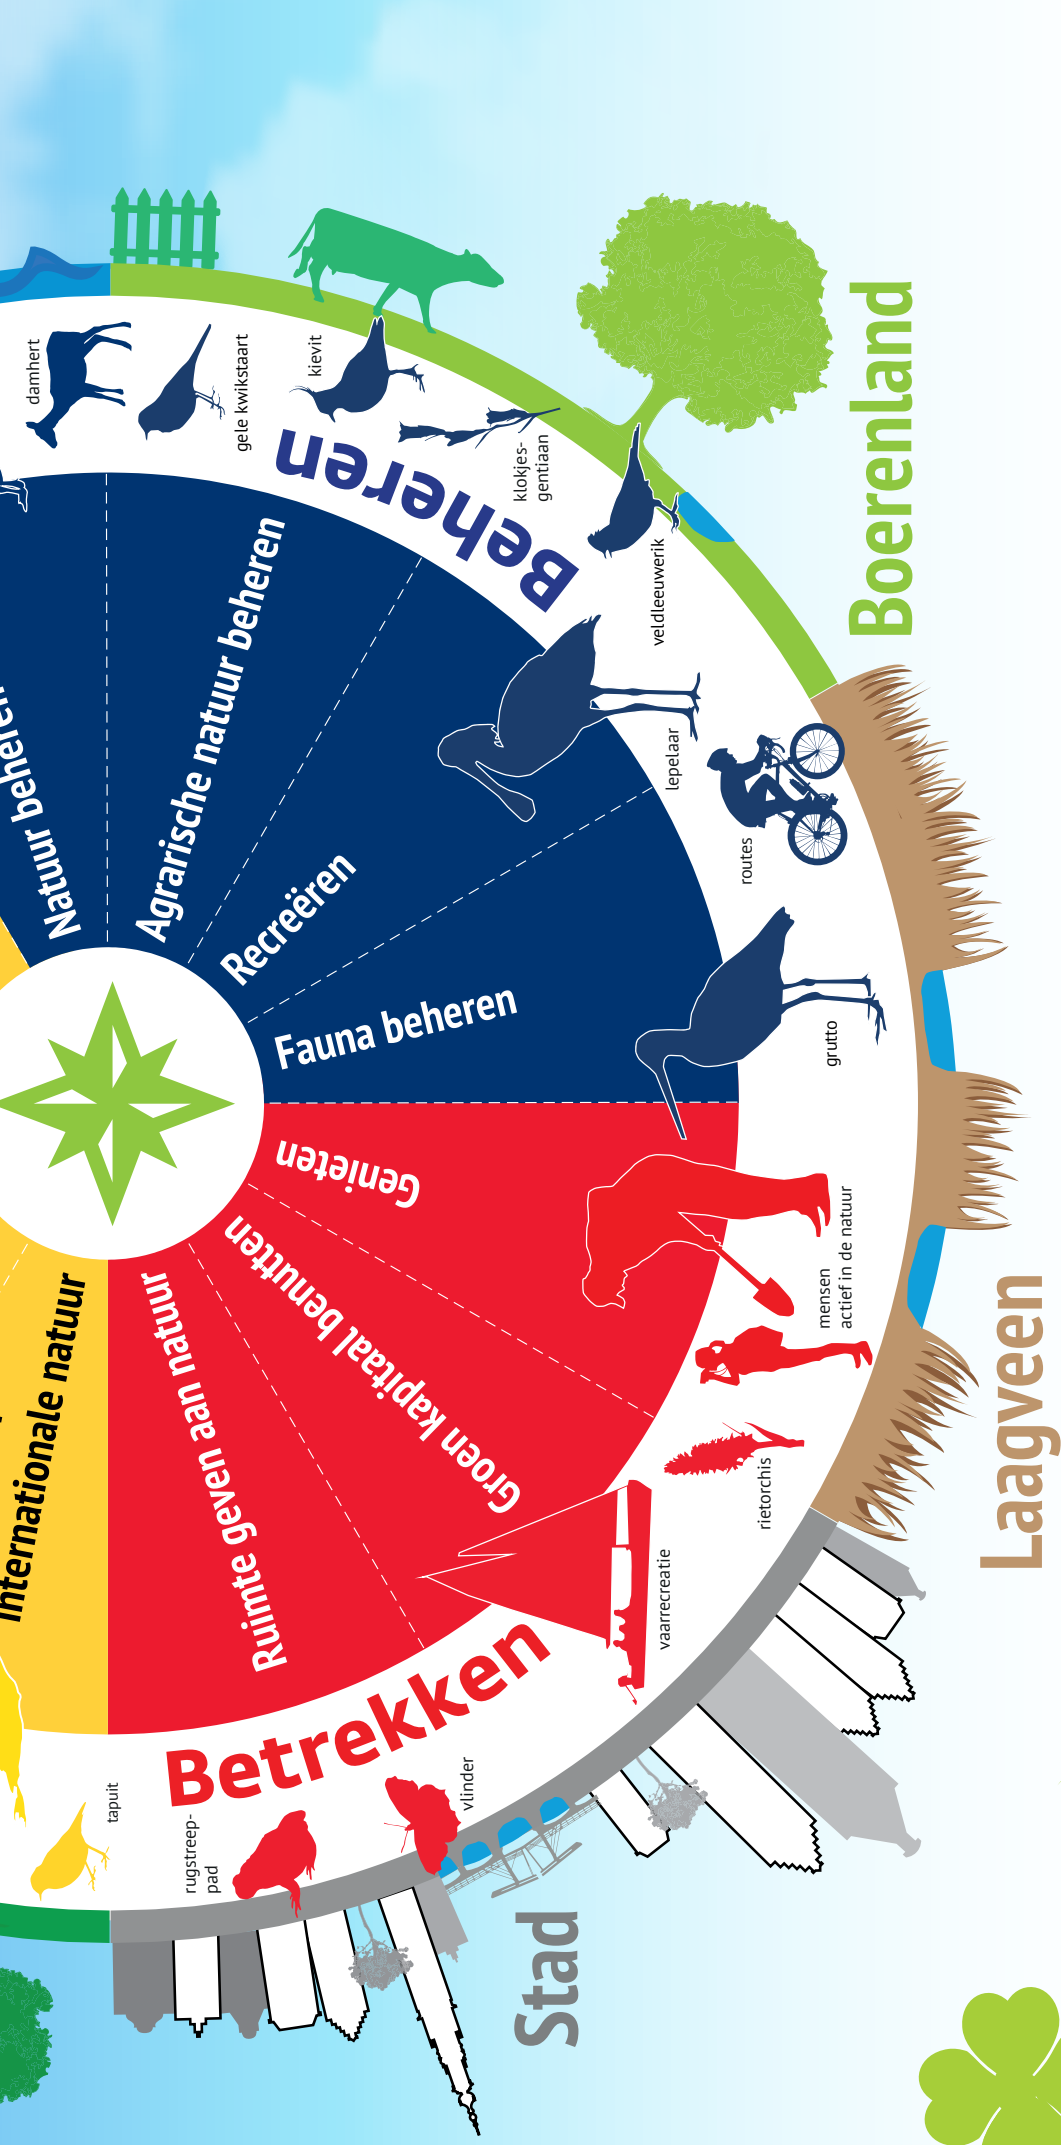 damhert
gele kwikstaart
kievit
klokjes-
gentiaan
veldleeuwerik
Boerenland
Beheren
Natuur beheren
Agrarische natuur beheren
Recreëren
Fauna beheren
lepelaar
routes
grutto
Genieten
Groen kapitaal benutten
Ruimte geven aan natuur
Internationale natuur
mensen
actief in de natuur
rietorchis
vaarrecreatie
Laagveen
Betrekken
vlinder
rugstreep-
pad
tapuit
Stad